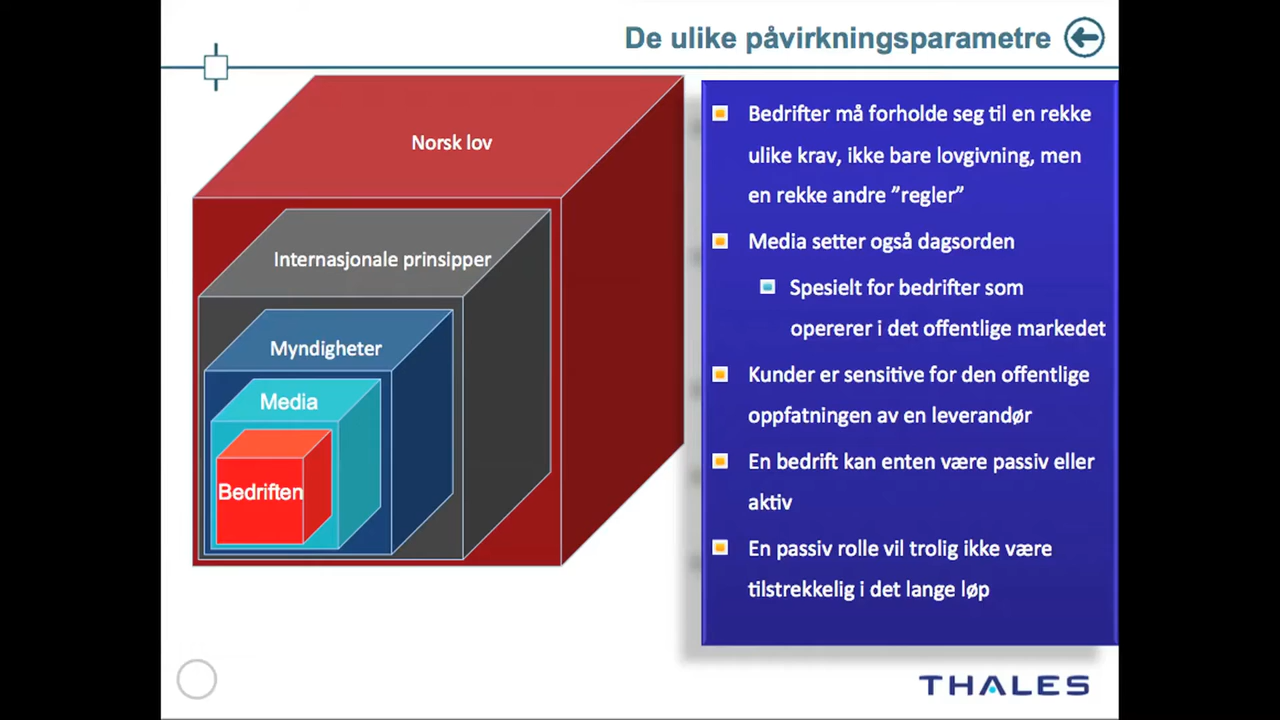 De ulike påvirkningsparametre
Norsk lov
Internasjonale prinsipper
Myndigheter
Media
Bedriften
Bedrifter må forholde seg til en rekke
ulike krav, ikke bare lovgivning, men
en rekke andre ”regler”
Media setter også dagsorden
Spesielt for bedrifter som
opererer i det offentlige markedet
Kunder er sensitive for den offentlige
oppfatningen av en leverandør
En bedrift kan enten være passiv eller
aktiv
En passiv rolle vil trolig ikke være
tilstrekkelig i det lange løp
THALES